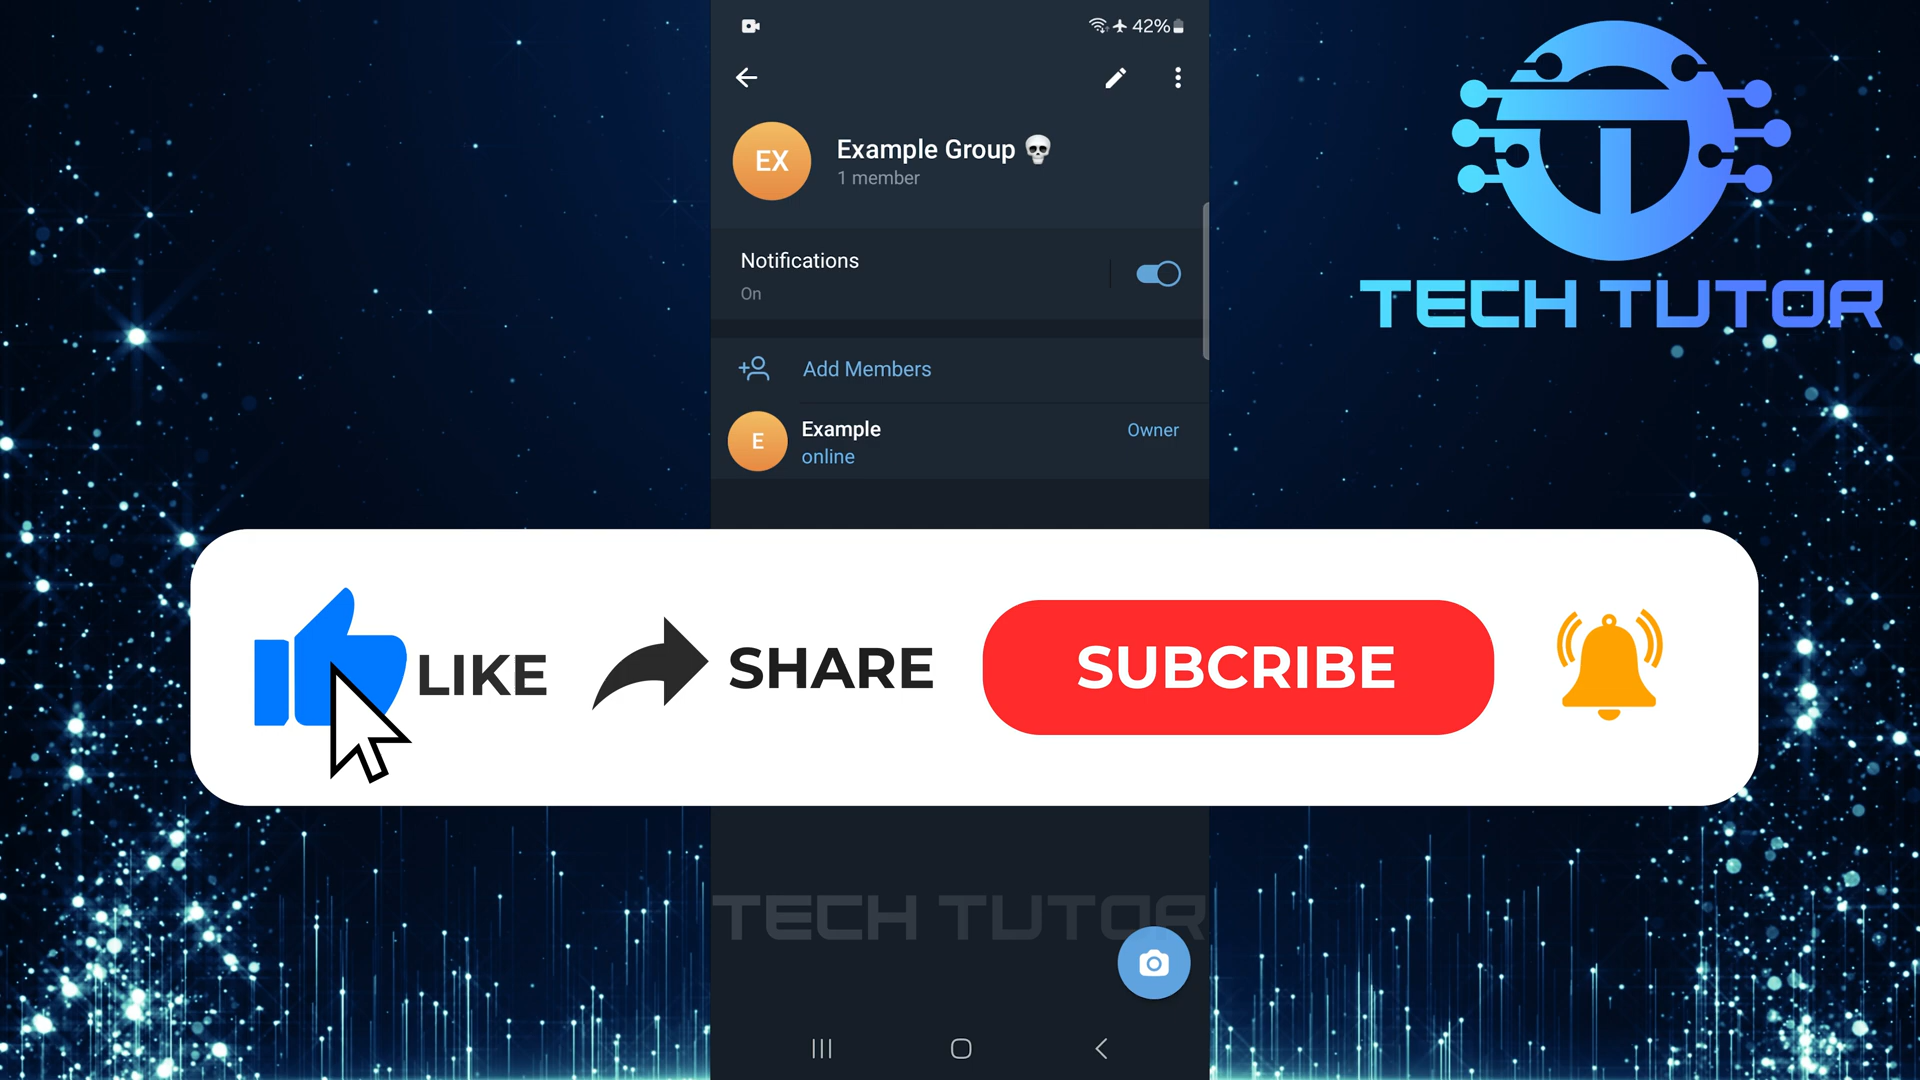 42%
EX
Example Group 💀
1 member
Notifications
On
Add Members
E
Example
Owner
online
TECH TUTOR
LIKE
SHARE
SUBCRIBE
TECH TUTOR